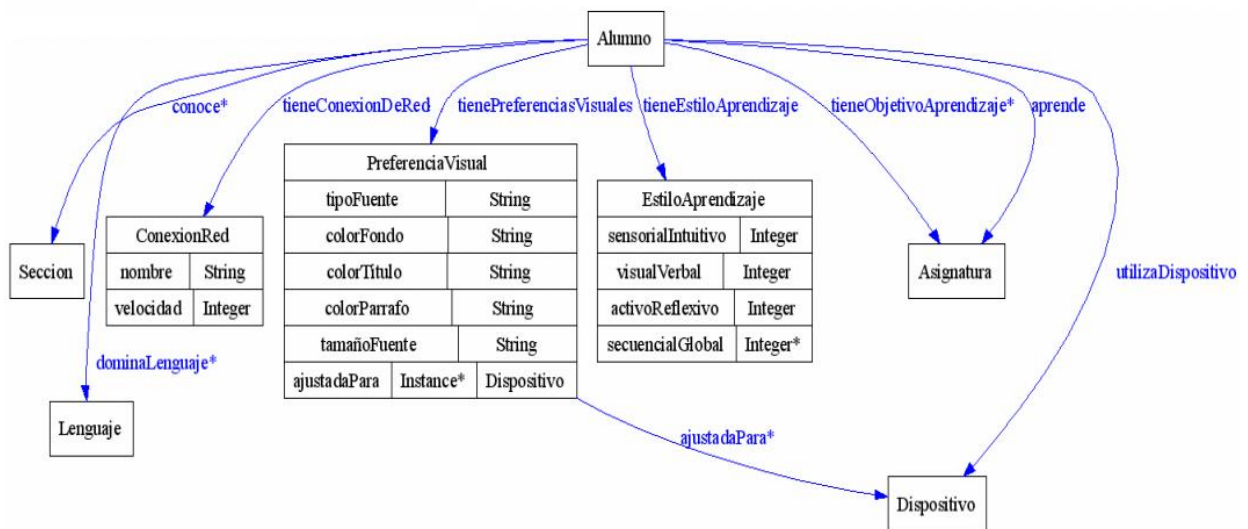 Alumno
conoce*
tieneConexionDeRed
tienePreferenciasVisuales
tieneEstiloAprendizaje
tieneObjetivoAprendizaje*
aprende
PreferenciaVisual
tipoFuente String
colorFondo String
colorTítulo String
colorParrafo String
tamañoFuente String
ajustadaPara Instance* Dispositivo
EstiloAprendizaje
sensorialIntuitivo Integer
visualVerbal Integer
activoReflexivo Integer
secuencialGlobal Integer*
ConexionRed
nombre String
velocidad Integer
Seccion
Asignatura
utilizaDispositivo
dominaLenguaje*
Lenguaje
ajustadaPara*
Dispositivo